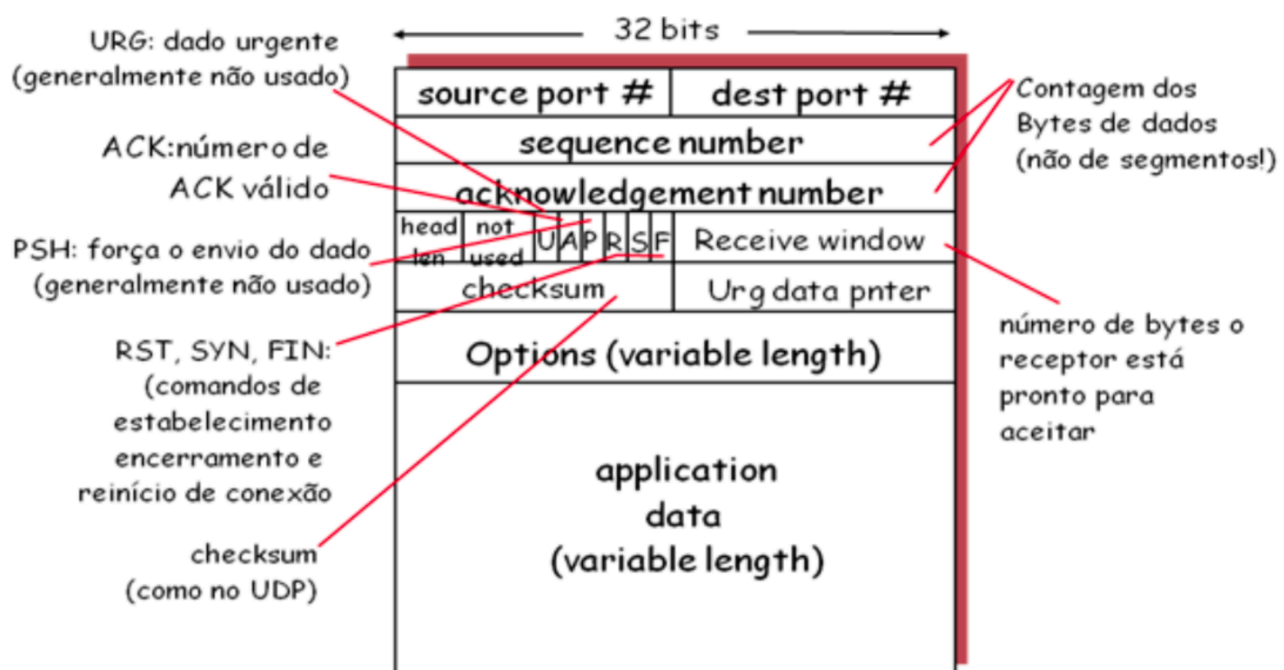 32 bits
URG: dado urgente
(generalmente não usado)
ACK:número de
ACK válido
PSH: força o envio do dado
(generalmente não usado)
RST, SYN, FIN:
(comandos de
estabelecimento
encerramento e
reinício de conexão
checksum
(como no UDP)
source port #
dest port #
sequence number
acknowledgement number
head
len
not
used
U A P R S F
Receive window
checksum
Urg data pnter
Options (variable length)
application
data
(variable length)
Contagem dos
Bytes de dados
(não de segmentos!)
número de bytes o
receptor está
pronto para
aceitar